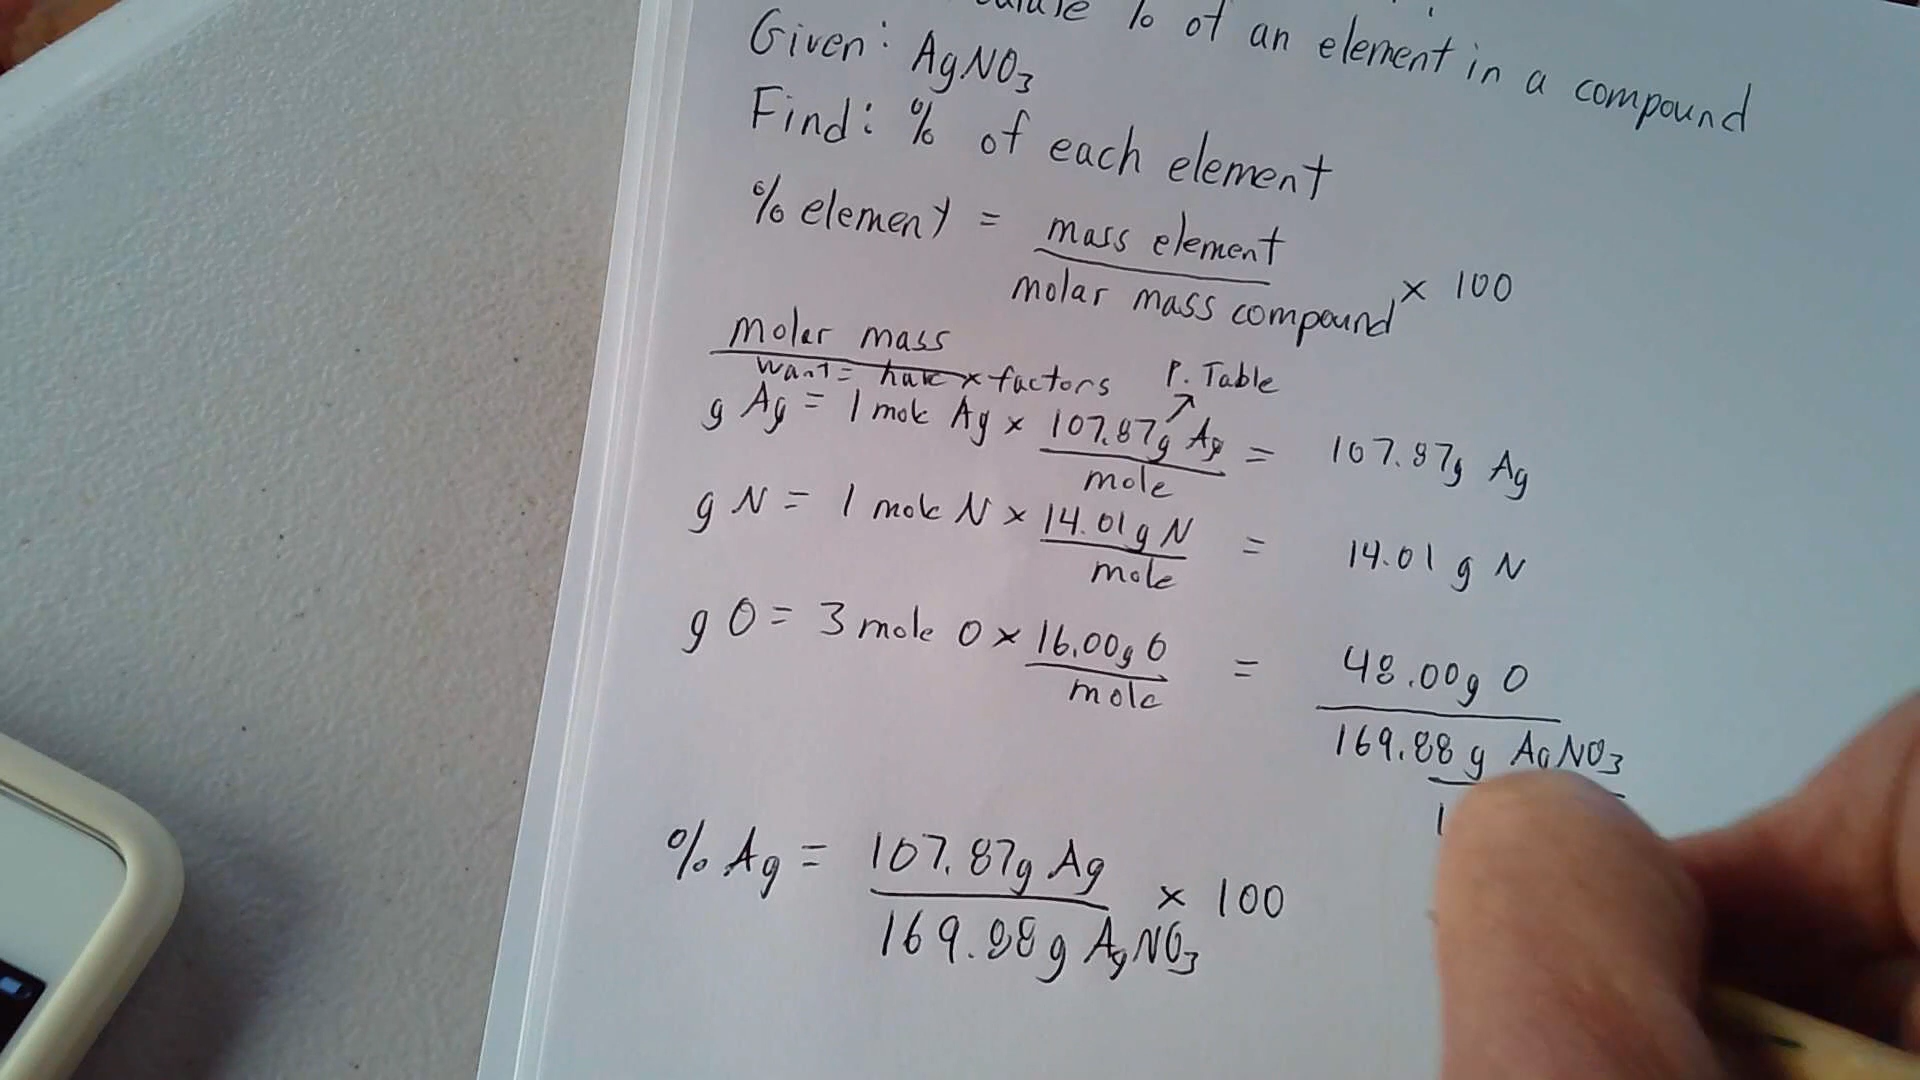 % of an element in a compound
Given: AgNO₃
Find: % of each element
% element = mass element
molar mass compound × 100
molar mass
want = have × factors P. Table
g Ag = 1 mole Ag × 107.87g Ag = 107.87g Ag
mole
g N = 1 mole N × 14.01 g N = 14.01 g N
mole
g O = 3 mole O × 16.00g O = 48.00g O
mole
169.88 g AgNO₃
1
% Ag = 107.87g Ag × 100
169.88g AgNO₃